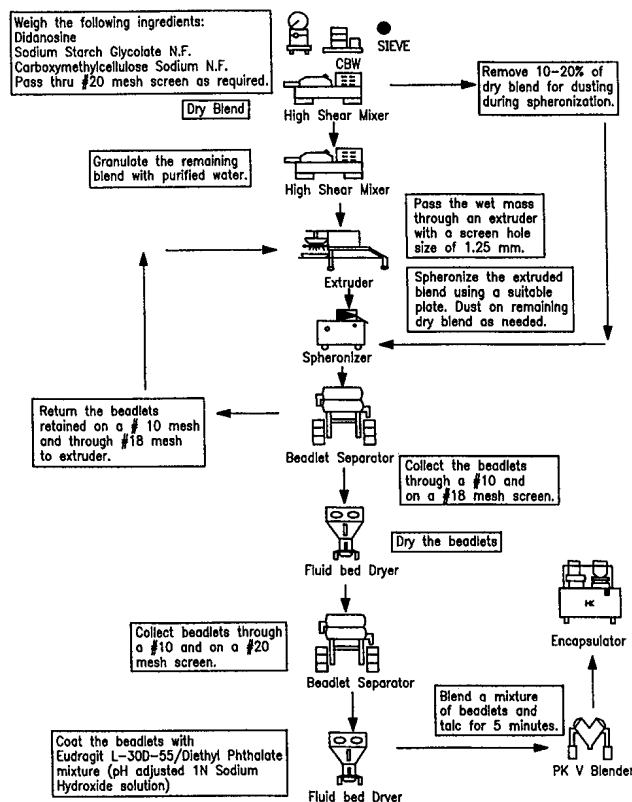 Weigh the following ingredients:
Didanosine
Sodium Starch Glycolate N.F.
Carboxymethylcellulose Sodium N.F.
Pass thru #20 mesh screen as required.
SIEVE
CBW
Dry Blend
High Shear Mixer
Remove 10-20% of
dry blend for dusting
during spheronization.
Granulate the remaining
blend with purified water.
High Shear Mixer
Pass the wet mass
through an extruder
with a screen hole
size of 1.25 mm.
Extruder
Spheronize the extruded
blend using a suitable
plate. Dust on remaining
dry blend as needed.
Spheronizer
Return the beadlets
retained on a # 10 mesh
and through #18 mesh
to extruder.
Beadlet Separator
Collect the beadlets
through a #10 and
on a #18 mesh screen.
Dry the beadlets
Fluid bed Dryer
HK
Encapsulator
Collect beadlets through
a #10 and on a #20
mesh screen.
Beadlet Separator
Blend a mixture
of beadlets and
talc for 5 minutes.
PK V Blender
Coat the beadlets with
Eudragit L-30D-55/Diethyl Phthalate
mixture (pH adjusted 1N Sodium
Hydroxide solution)
Fluid bed Dryer